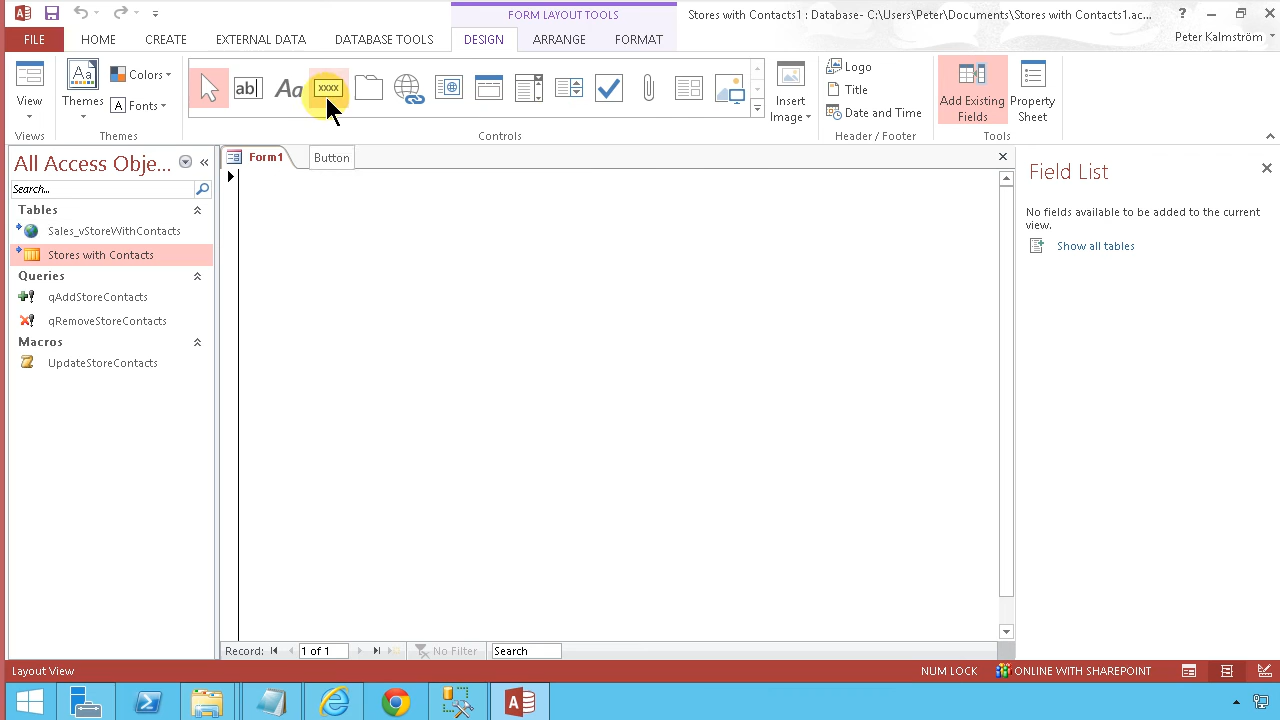 FORM LAYOUT TOOLS
Stores with Contacts1 : Database- C:\Users\Peter\Documents\Stores with Contacts1.ac...
?
FILE
HOME
CREATE
EXTERNAL DATA
DATABASE TOOLS
DESIGN
ARRANGE
FORMAT
Peter Kalmström
View
Themes
Colors
Fonts
ab|
Aa
XXXX
Insert
Image
Logo
Title
Date and Time
Add Existing
Fields
Property
Sheet
Views
Themes
Controls
Header / Footer
Tools
All Access Obje...
Search...
Tables
Sales_vStoreWithContacts
Stores with Contacts
Queries
qAddStoreContacts
qRemoveStoreContacts
Macros
UpdateStoreContacts
Form1
Button
Field List
No fields available to be added to the current
view.
Show all tables
Record:
1 of 1
No Filter
Search
Layout View
NUM LOCK
ONLINE WITH SHAREPOINT